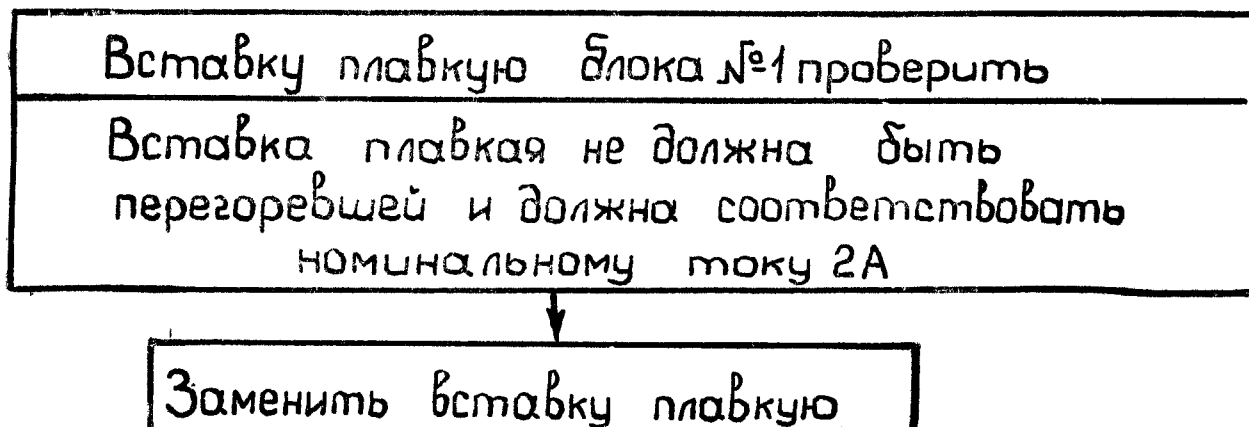 Вставку плавкую блока №1 проверить
Вставка плавкая не должна быть
перегоревшей и должна соответствовать
номинальному току 2А
Заменить вставку плавкую